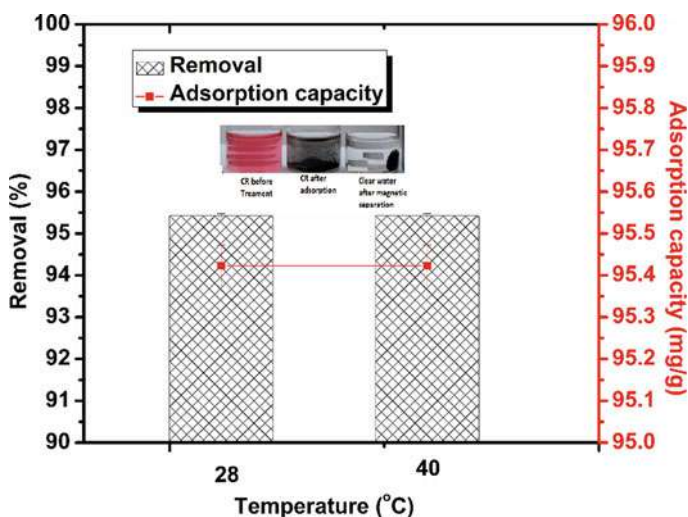 Removal
Adsorption capacity
CR before
Treament
CR after
adsorption
Clear water
after magnetic
separation
100
99
98
97
96
95
94
93
92
91
90
Removal (%)
96.0
95.9
95.8
95.7
95.6
95.5
95.4
95.3
95.2
95.1
95.0
Adsorption capacity (mg/g)
28
40
Temperature (°C)